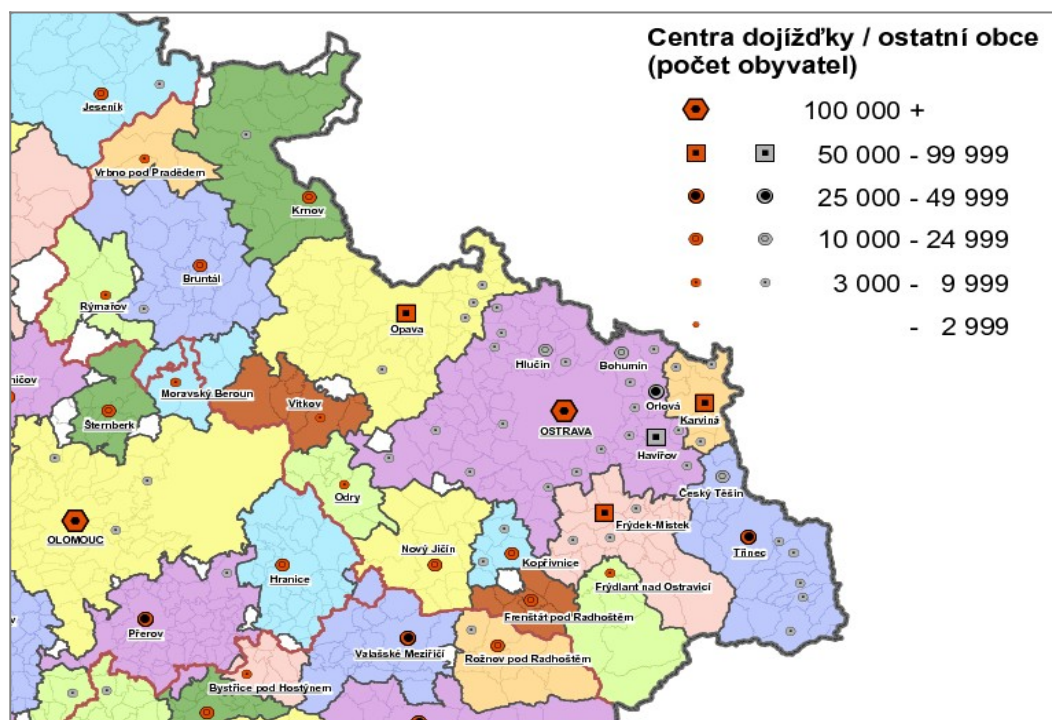 Centra dojížďky / ostatní obce
(počet obyvatel)
100 000 +
50 000 - 99 999
25 000 - 49 999
10 000 - 24 999
3 000 - 9 999
- 2 999
Jeseník
Vrbno pod Pradědem
Krnov
Bruntál
Rýmařov
Opava
Hlučín
Bohumín
Moravský Beroun
ničov
Vítkov
Orlová
Karviná
Šternberk
OSTRAVA
Havířov
Český Těšín
Odry
OLOMOUC
Frýdek-Místek
Nový Jičín
Třinec
Kopřivnice
Hranice
Frýdlant nad Ostravicí
Přerov
Frenštát pod Radhoštěm
Valašské Meziříčí
Rožnov pod Radhoštěm
Bystřice pod Hostýnem